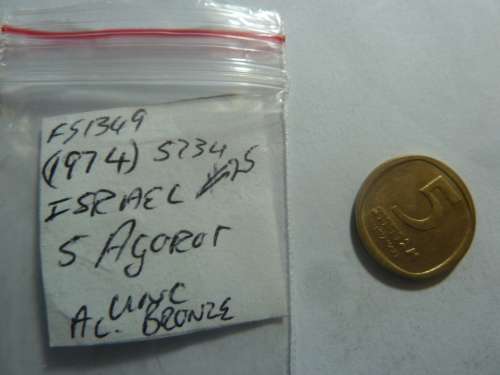 FS1349
(1974) 5734
ISRAEL
5 Agorot
UNC
AL. BRONZE
5